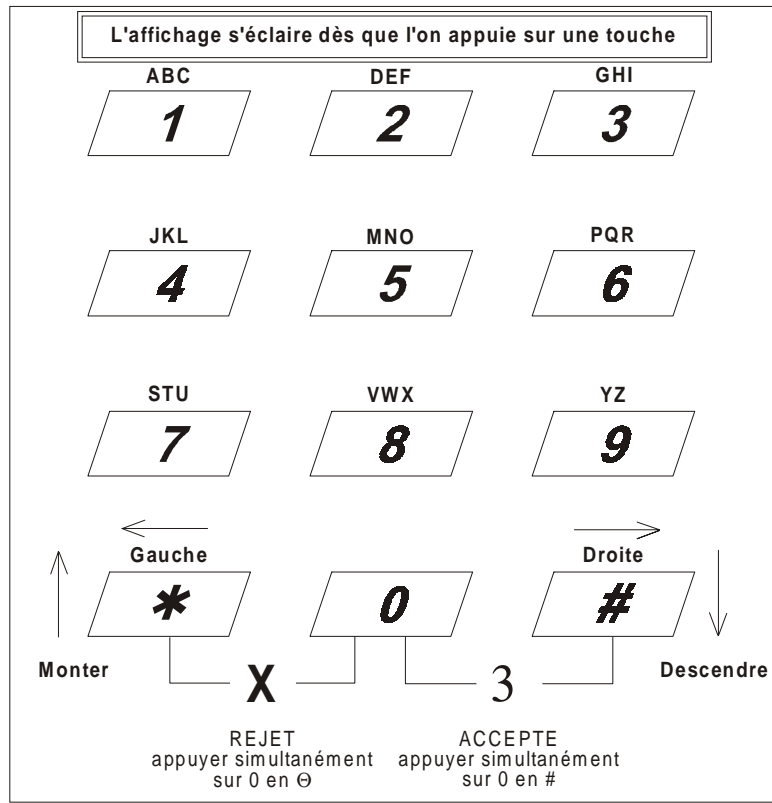 L'affichage s'éclaire dès que l'on appuie sur une touche
ABC DEF GHI
1 2 3
JKL MNO PQR
4 5 6
STU VWX YZ
7 8 9
Gauche Droite
* 0 #
Monter X 3 Descendre
REJET ACCEPTE
appuyer simultanément appuyer simultanément
sur 0 en Θ sur 0 en #